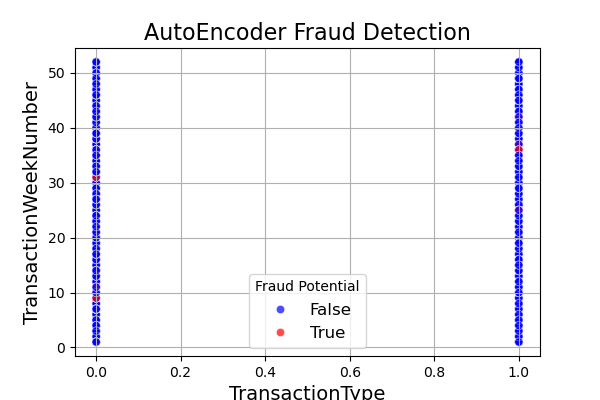 AutoEncoder Fraud Detection
TransactionWeekNumber
50
40
30
20
10
0
Fraud Potential
False
True
0.0 0.2 0.4 0.6 0.8 1.0
TransactionType